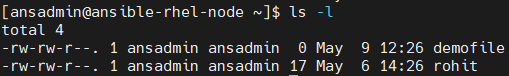 [ansadmin@ansible-rhel-node ~]$ ls -l
total 4
-rw-rw-r--. 1 ansadmin ansadmin  0 May  9 12:26 demofile
-rw-rw-r--. 1 ansadmin ansadmin 17 May  6 14:26 rohit